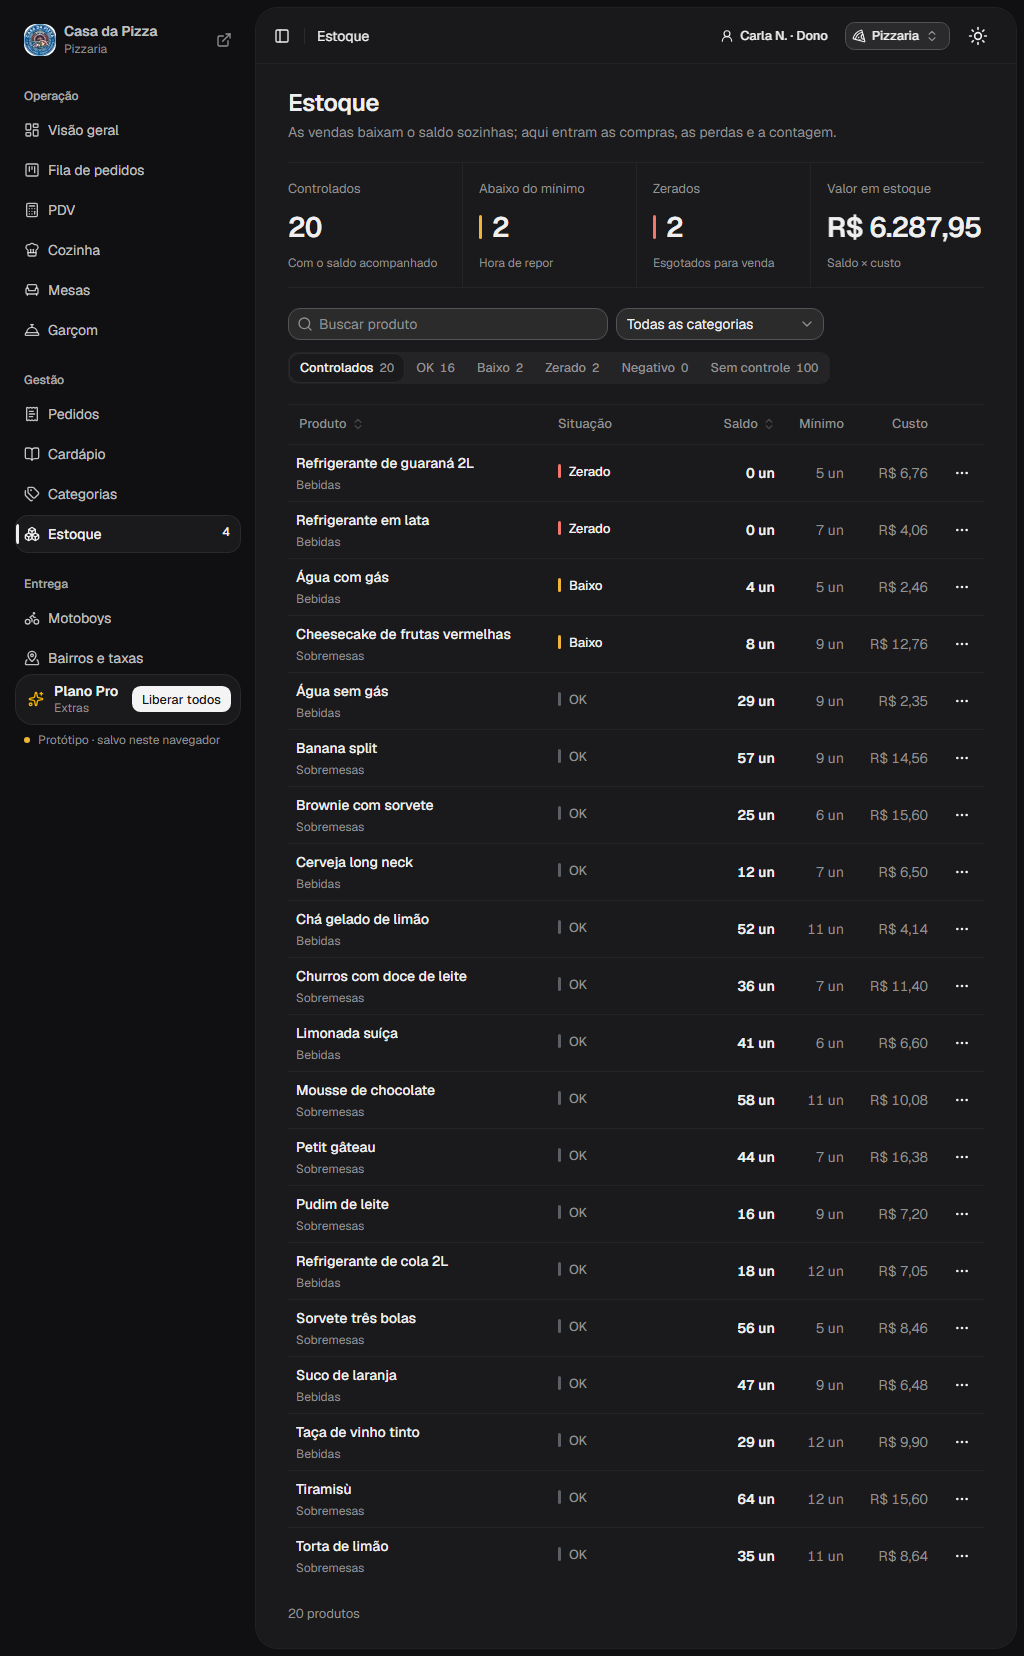 Casa da Pizza
Pizzaria
Operação
Visão geral
Fila de pedidos
PDV
Cozinha
Mesas
Garçom
Gestão
Pedidos
Cardápio
Categorias
Estoque 4
Entrega
Motoboys
Bairros e taxas
Plano Pro
Extras
Liberar todos
Protótipo · salvo neste navegador
Estoque
Carla N. · Dono
Pizzaria
Estoque
As vendas baixam o saldo sozinhas; aqui entram as compras, as perdas e a contagem.
Controlados
20
Com o saldo acompanhado
Abaixo do mínimo
2
Hora de repor
Zerados
2
Esgotados para venda
Valor em estoque
R$ 6.287,95
Saldo × custo
Buscar produto
Todas as categorias
Controlados 20 OK 16 Baixo 2 Zerado 2 Negativo 0 Sem controle 100
Produto Situação Saldo Mínimo Custo
Refrigerante de guaraná 2L
Bebidas
Zerado 0 un 5 un R$ 6,76
Refrigerante em lata
Bebidas
Zerado 0 un 7 un R$ 4,06
Água com gás
Bebidas
Baixo 4 un 5 un R$ 2,46
Cheesecake de frutas vermelhas
Sobremesas
Baixo 8 un 9 un R$ 12,76
Água sem gás
Bebidas
OK 29 un 9 un R$ 2,35
Banana split
Sobremesas
OK 57 un 9 un R$ 14,56
Brownie com sorvete
Sobremesas
OK 25 un 6 un R$ 15,60
Cerveja long neck
Bebidas
OK 12 un 7 un R$ 6,50
Chá gelado de limão
Bebidas
OK 52 un 11 un R$ 4,14
Churros com doce de leite
Sobremesas
OK 36 un 7 un R$ 11,40
Limonada suíça
Bebidas
OK 41 un 6 un R$ 6,60
Mousse de chocolate
Sobremesas
OK 58 un 11 un R$ 10,08
Petit gâteau
Sobremesas
OK 44 un 7 un R$ 16,38
Pudim de leite
Sobremesas
OK 16 un 9 un R$ 7,20
Refrigerante de cola 2L
Bebidas
OK 18 un 12 un R$ 7,05
Sorvete três bolas
Sobremesas
OK 56 un 5 un R$ 8,46
Suco de laranja
Bebidas
OK 47 un 9 un R$ 6,48
Taça de vinho tinto
Bebidas
OK 29 un 12 un R$ 9,90
Tiramisù
Sobremesas
OK 64 un 12 un R$ 15,60
Torta de limão
Sobremesas
OK 35 un 11 un R$ 8,64
20 produtos